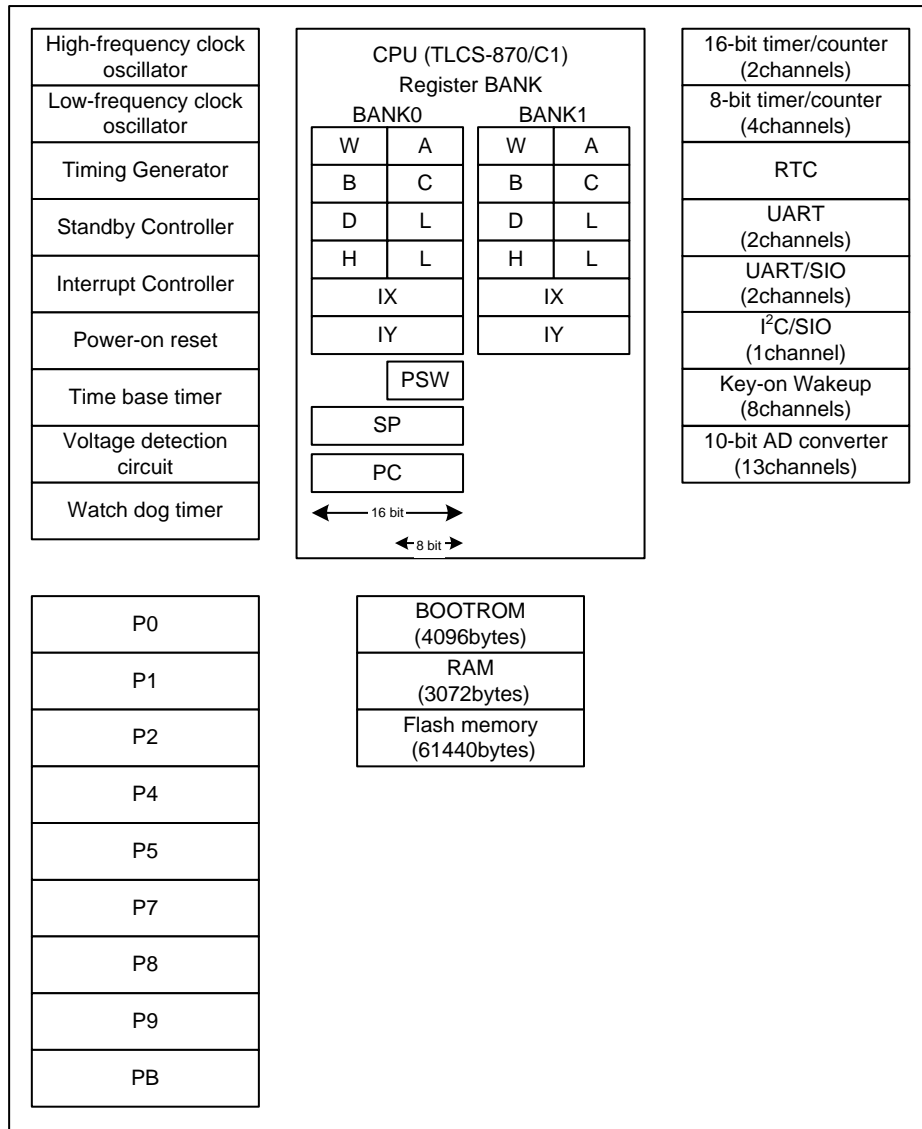 High-frequency clock
oscillator
Low-frequency clock
oscillator
Timing Generator
Standby Controller
Interrupt Controller
Power-on reset
Time base timer
Voltage detection
circuit
Watch dog timer
CPU (TLCS-870/C1)
Register BANK
BANK0 BANK1
W A W A
B C B C
D L D L
H L H L
IX IX
IY IY
PSW
SP
PC
16 bit
8 bit
16-bit timer/counter
(2channels)
8-bit timer/counter
(4channels)
RTC
UART
(2channels)
UART/SIO
(2channels)
I²C/SIO
(1channel)
Key-on Wakeup
(8channels)
10-bit AD converter
(13channels)
P0
P1
P2
P4
P5
P7
P8
P9
PB
BOOTROM
(4096bytes)
RAM
(3072bytes)
Flash memory
(61440bytes)